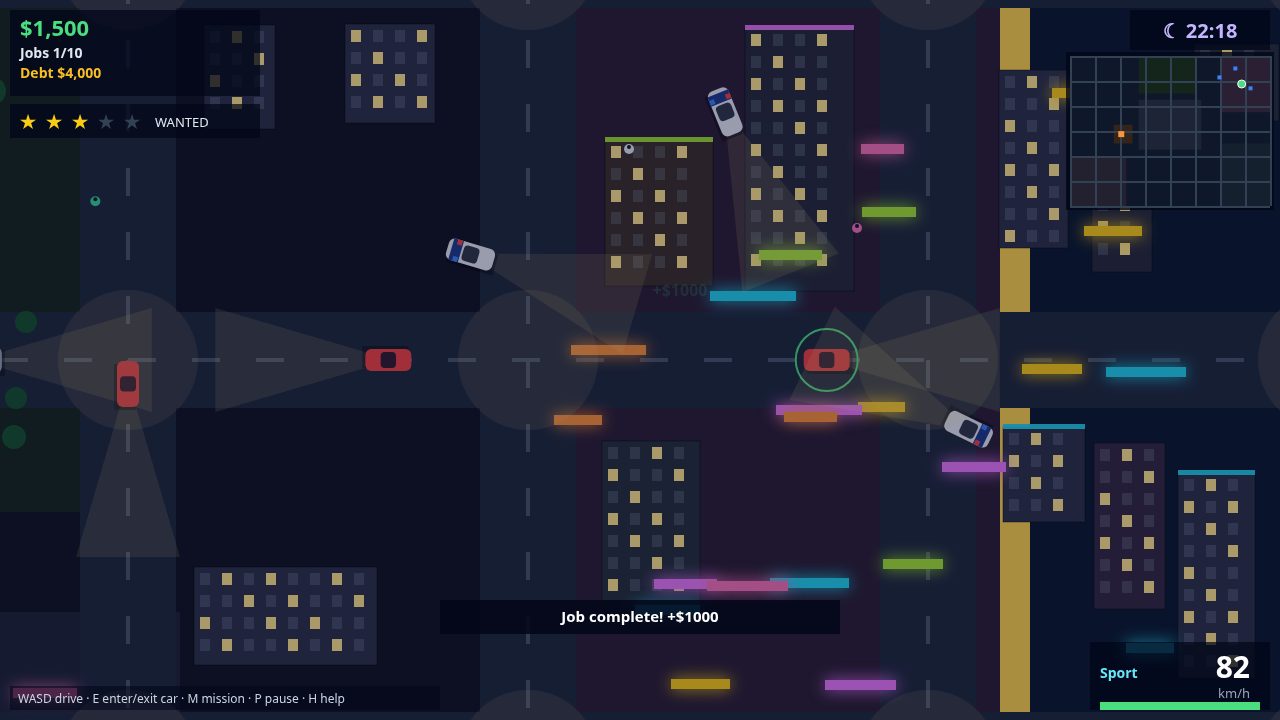 $1,500
Jobs 1/10
Debt $4,000
WANTED
☾ 22:18
+$1000
Job complete! +$1000
Sport
82
km/h
WASD drive · E enter/exit car · M mission · P pause · H help